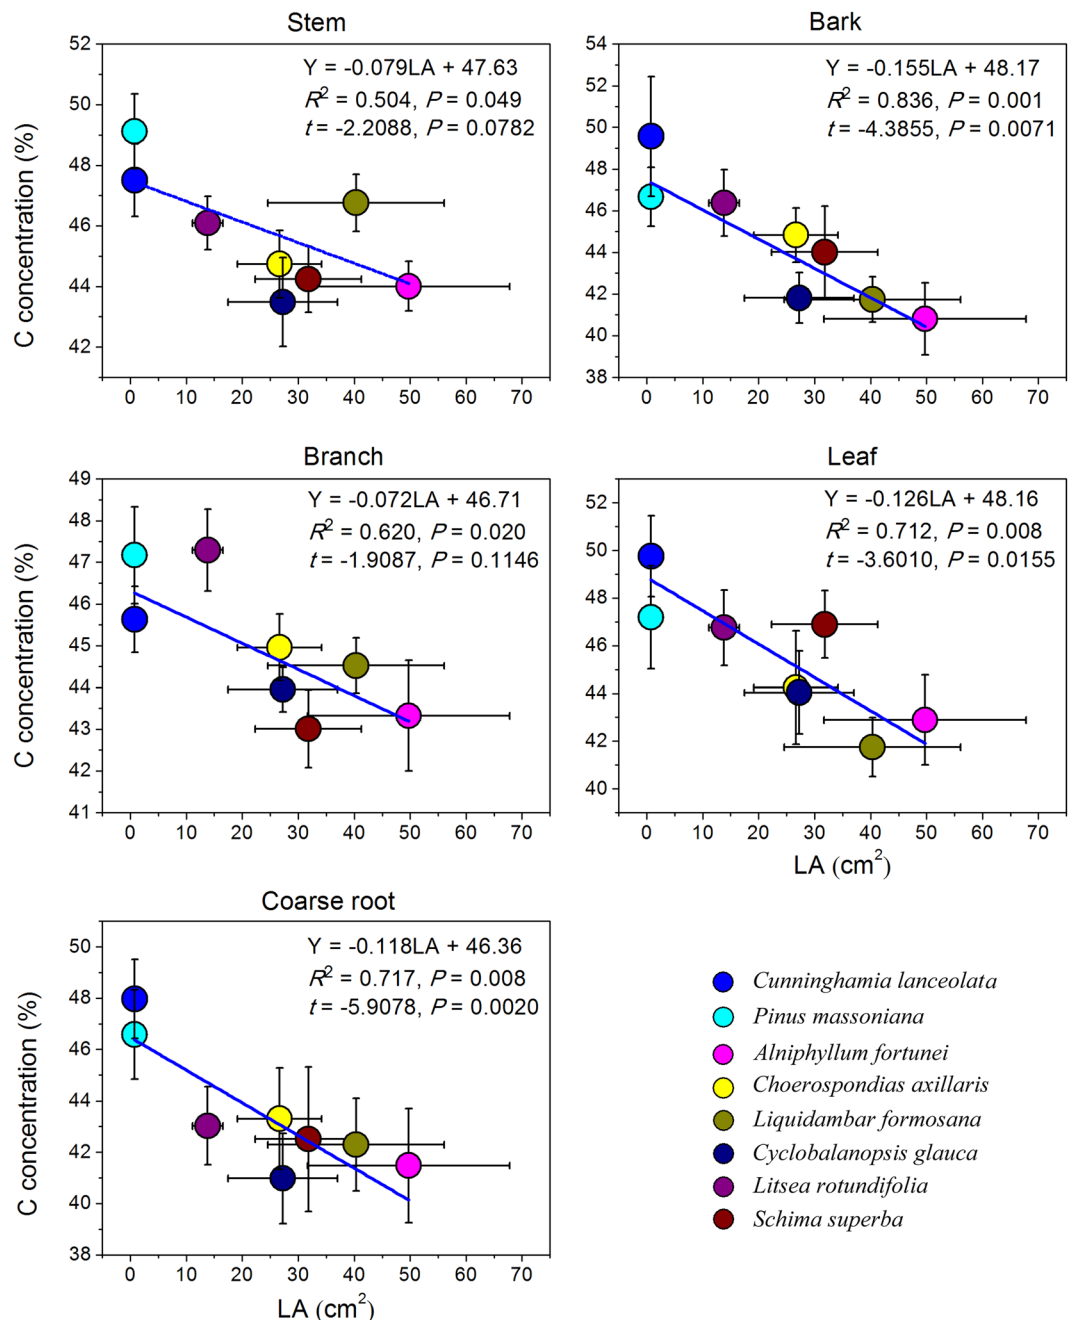 Stem
Y = -0.079LA + 47.63
R² = 0.504, P = 0.049
t = -2.2088, P = 0.0782
C concentration (%)
52
50
48
46
44
42
0 10 20 30 40 50 60 70
Bark
Y = -0.155LA + 48.17
R² = 0.836, P = 0.001
t = -4.3855, P = 0.0071
54
52
50
48
46
44
42
40
38
0 10 20 30 40 50 60 70
Branch
Y = -0.072LA + 46.71
R² = 0.620, P = 0.020
t = -1.9087, P = 0.1146
C concentration (%)
49
48
47
46
45
44
43
42
41
0 10 20 30 40 50 60 70
Leaf
Y = -0.126LA + 48.16
R² = 0.712, P = 0.008
t = -3.6010, P = 0.0155
52
50
48
46
44
42
40
0 10 20 30 40 50 60 70
LA (cm²)
Coarse root
Y = -0.118LA + 46.36
R² = 0.717, P = 0.008
t = -5.9078, P = 0.0020
C concentration (%)
50
48
46
44
42
40
38
0 10 20 30 40 50 60 70
LA (cm²)
Cunninghamia lanceolata
Pinus massoniana
Alniphyllum fortunei
Choerospondias axillaris
Liquidambar formosana
Cyclobalanopsis glauca
Litsea rotundifolia
Schima superba